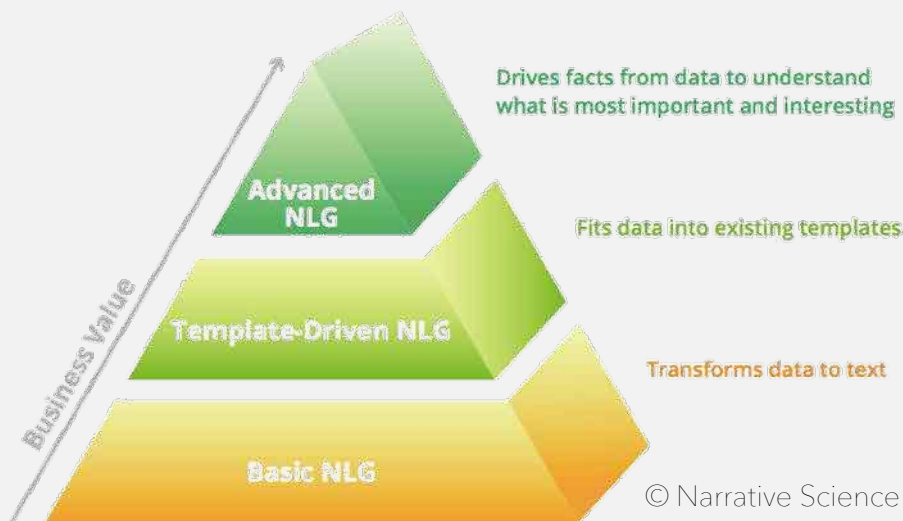 Drives facts from data to understand
what is most important and interesting
Advanced
NLG
Fits data into existing templates
Template-Driven NLG
Business Value
Transforms data to text
Basic NLG
© Narrative Science